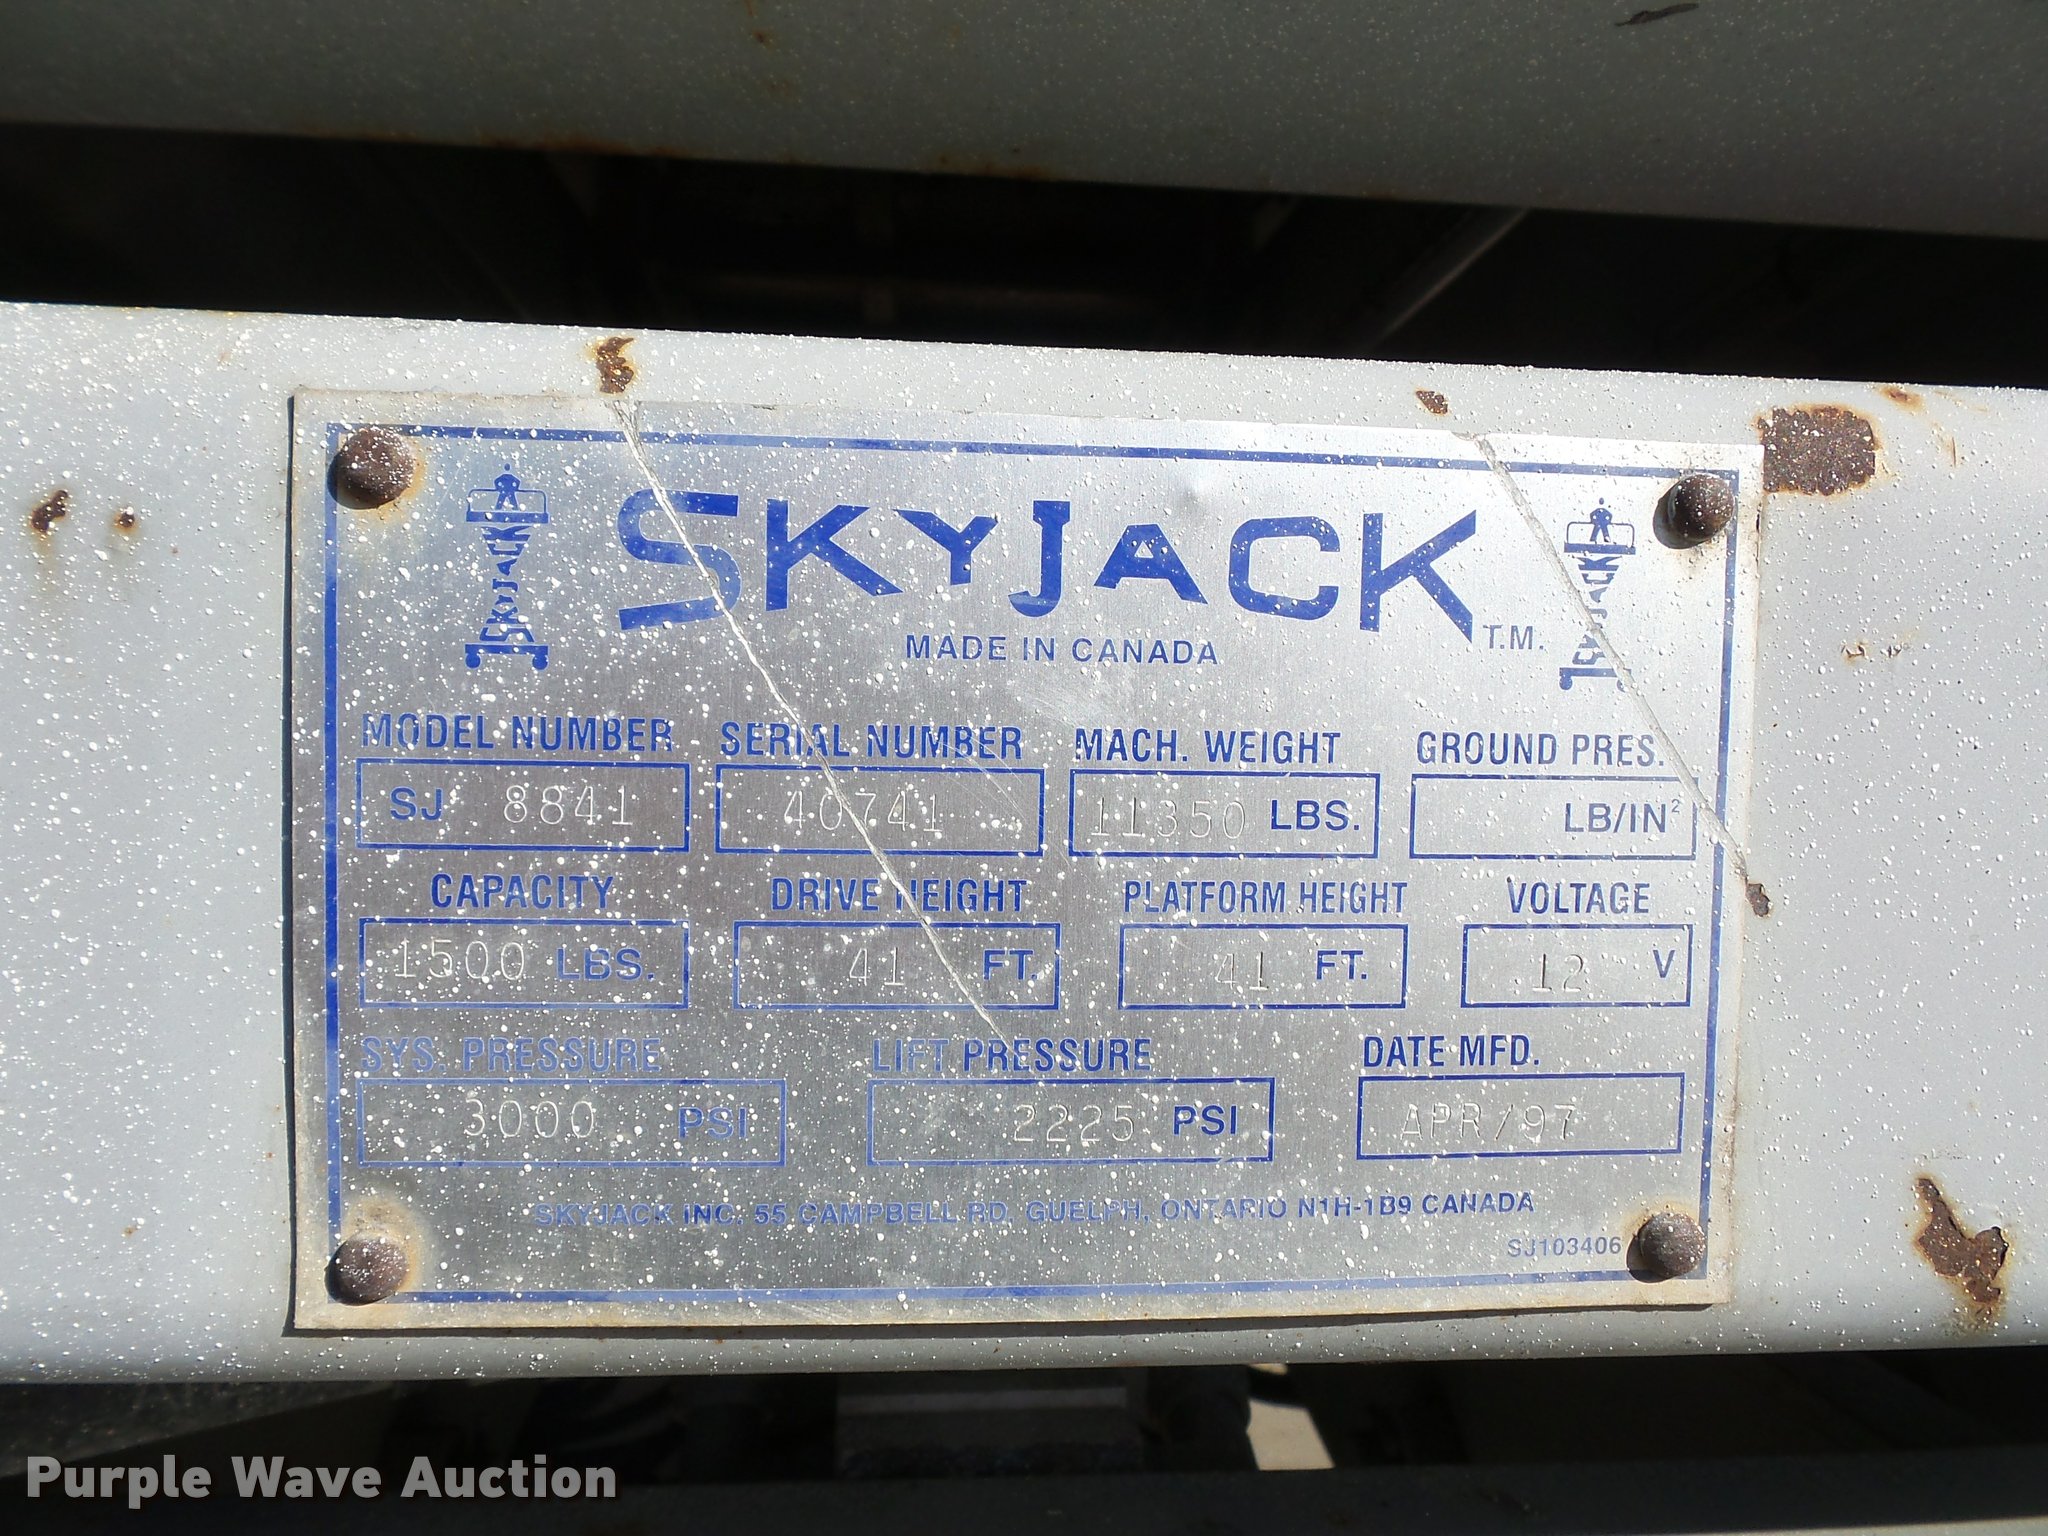 SKYJACK
SKYJACK T.M.
SKYJACK
MADE IN CANADA
MODEL NUMBER SERIAL NUMBER MACH. WEIGHT GROUND PRES.
SJ 8841 40741 11350 LBS. LB/IN²
CAPACITY DRIVE HEIGHT PLATFORM HEIGHT VOLTAGE
1500 LBS. 41 FT. 41 FT. 12 V
SYS. PRESSURE LIFT PRESSURE DATE MFD.
3000 PSI 2225 PSI APR/97
SKYJACK INC. 55 CAMPBELL RD. GUELPH, ONTARIO N1H-1B9 CANADA
SJ103406
Purple Wave Auction